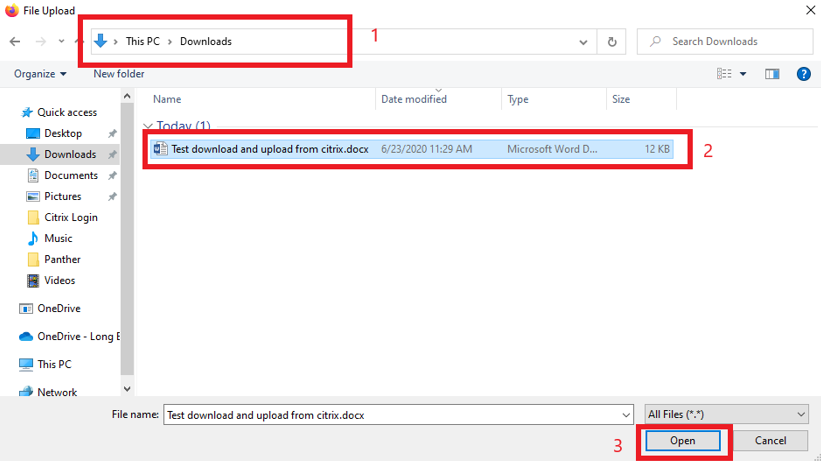 File Upload
This PC > Downloads
1
Search Downloads
Organize
New folder
?
Name
Date modified
Type
Size
Quick access
Desktop
Downloads
Documents
Pictures
Citrix Login
Music
Panther
Videos
OneDrive
OneDrive - Long E
This PC
Network
Today (1)
Test download and upload from citrix.docx 6/23/2020 11:29 AM Microsoft Word D... 12 KB
2
File name: Test download and upload from citrix.docx All Files (*.*)
3
Open
Cancel